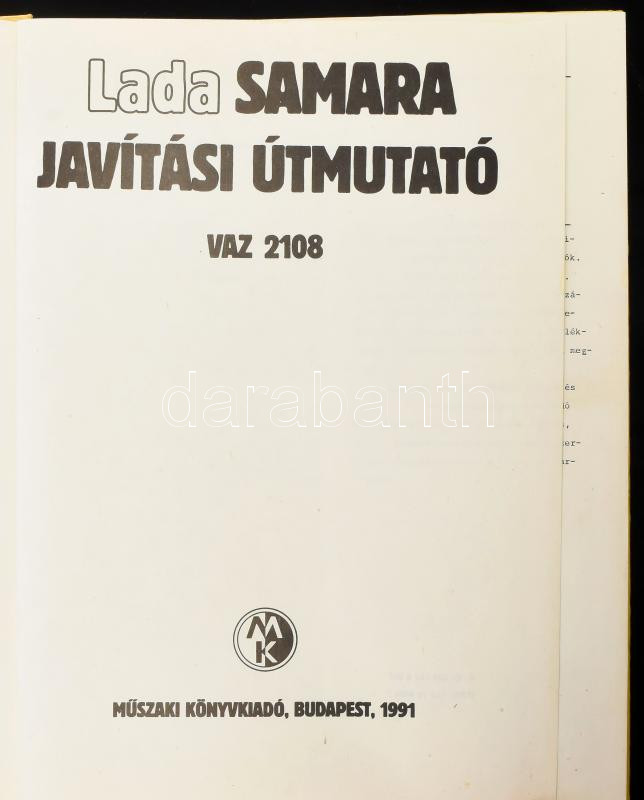 Lada SAMARA
JAVÍTÁSI ÚTMUTATÓ
VAZ 2108
darabanth
MK
MŰSZAKI KÖNYVKIADÓ, BUDAPEST, 1991